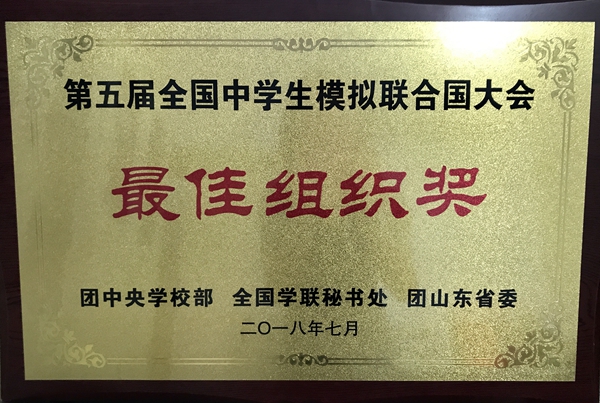 第五届全国中学生模拟联合国大会
最佳组织奖
团中央学校部 全国学联秘书处 团山东省委
二〇一八年七月